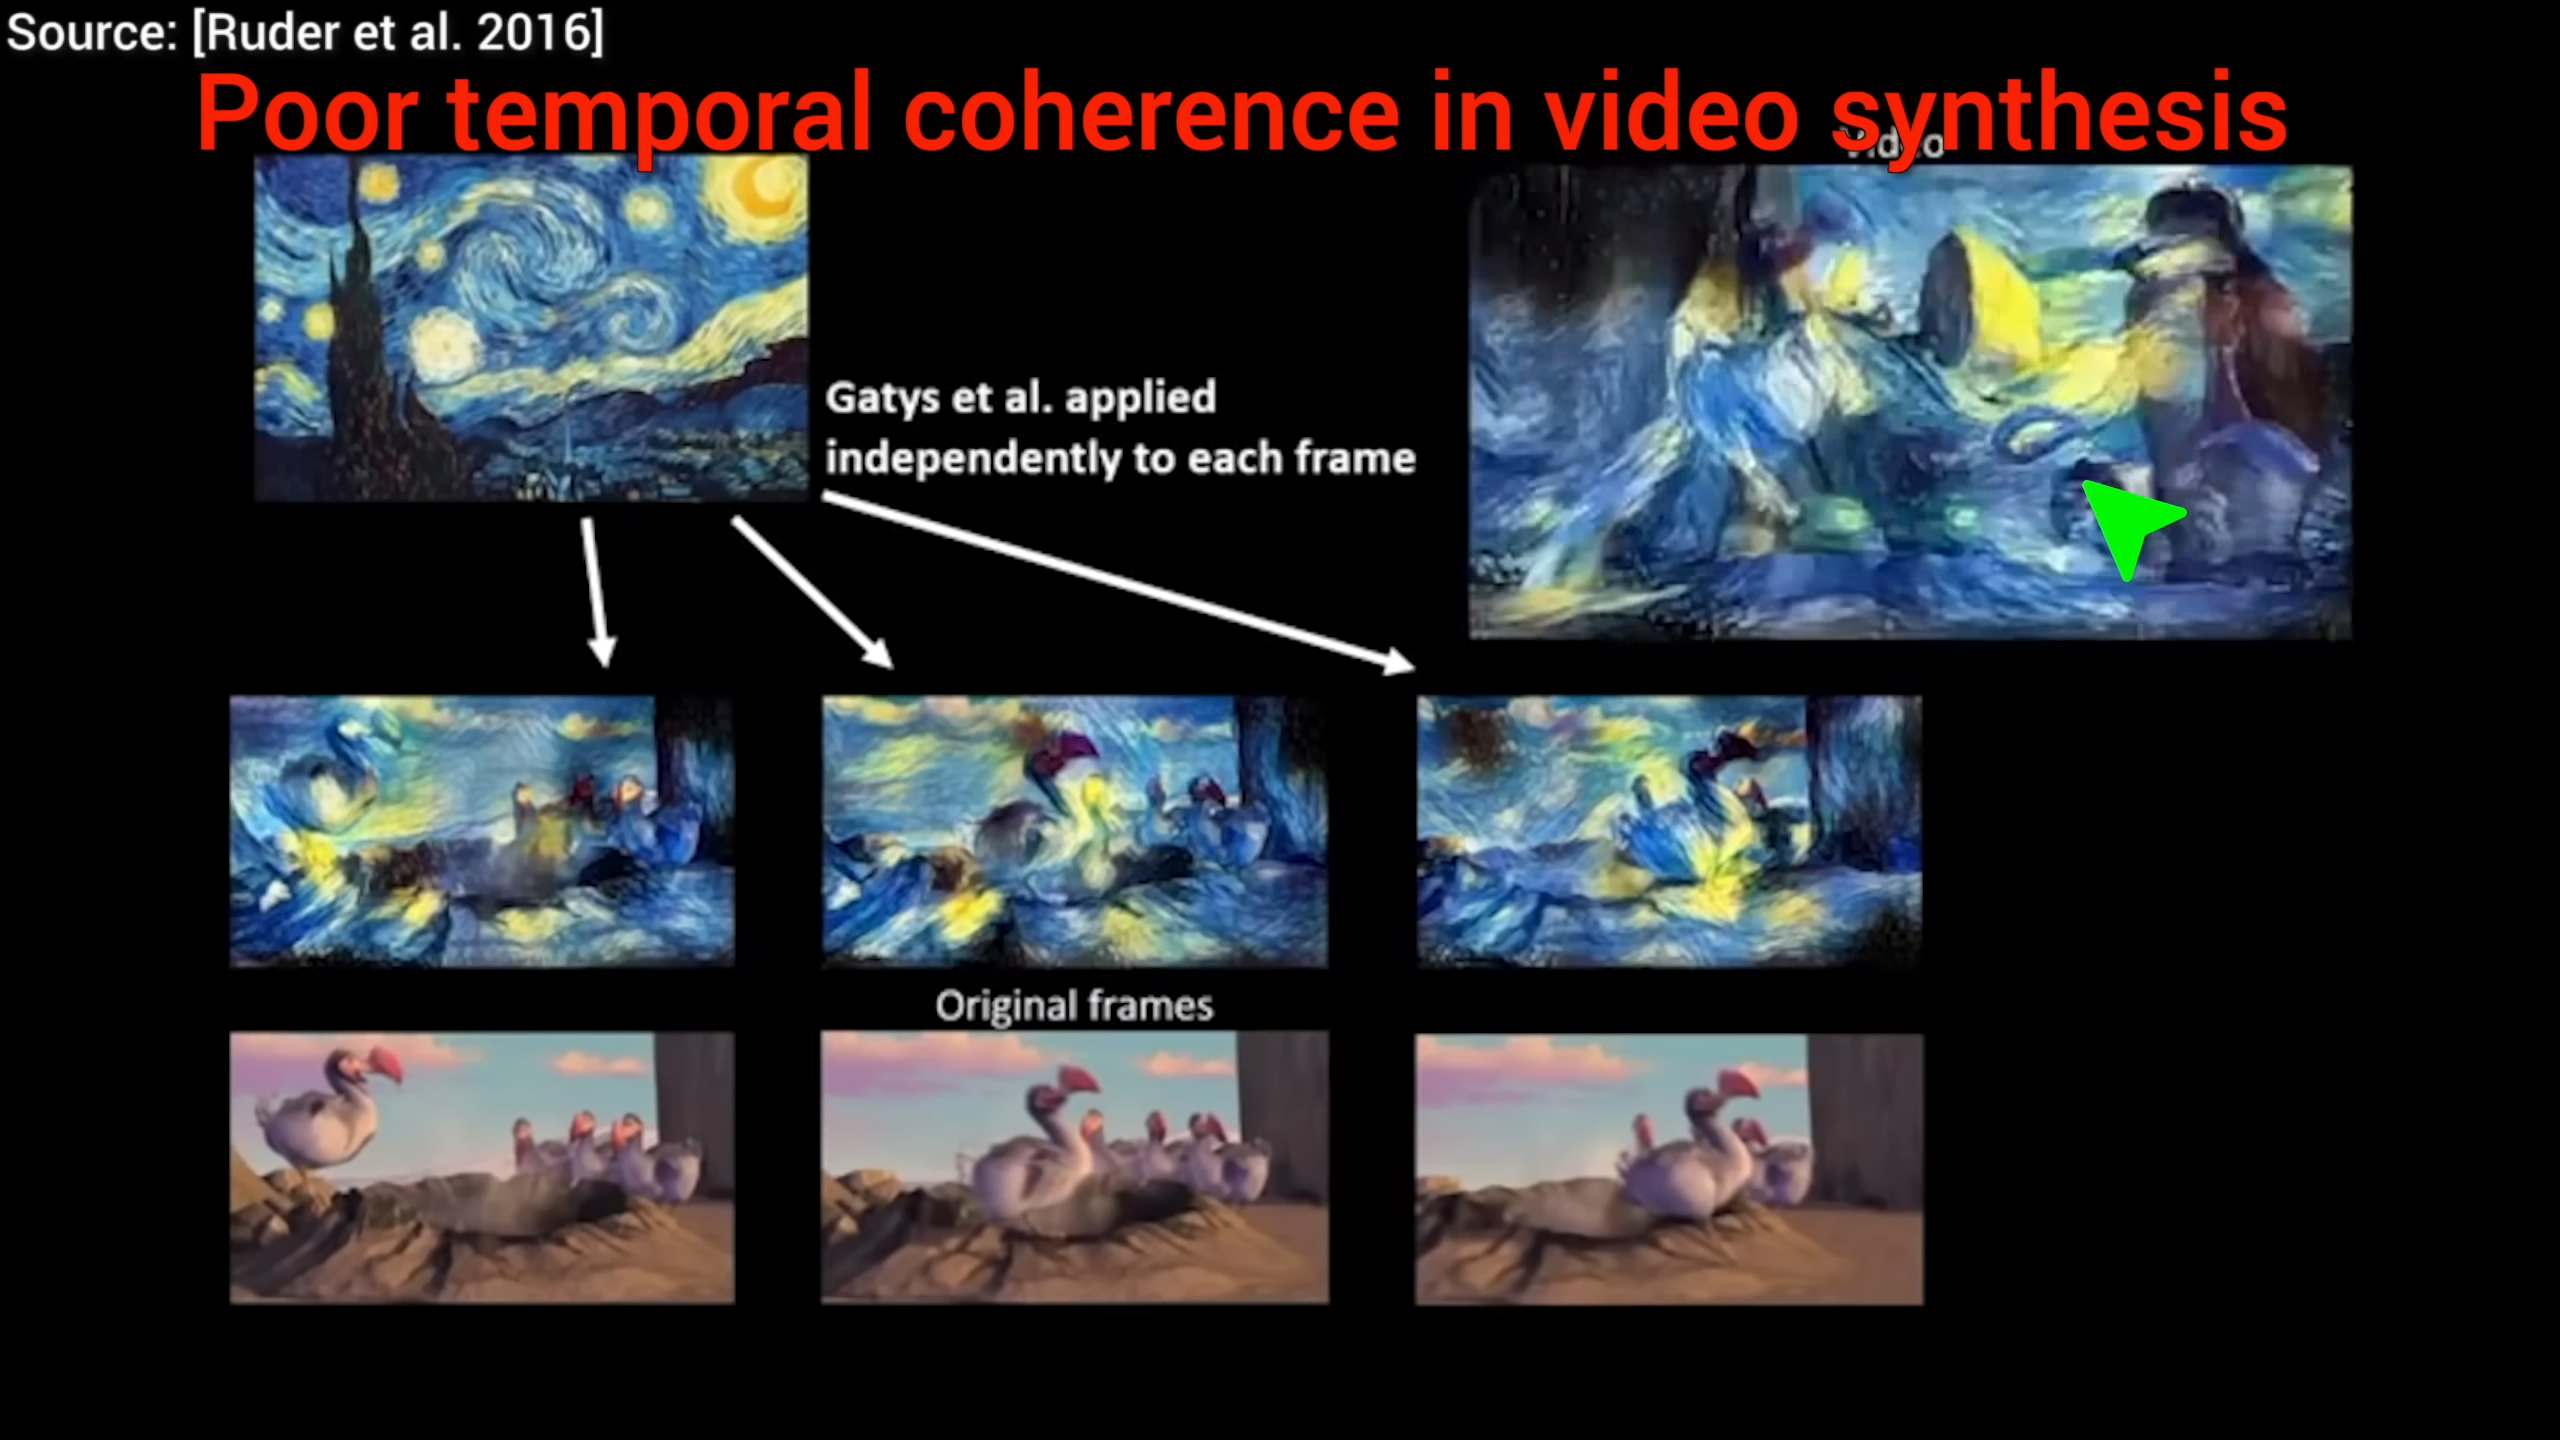 Source: [Ruder et al. 2016]
Poor temporal coherence in video synthesis
Video
Gatys et al. applied
independently to each frame
Original frames